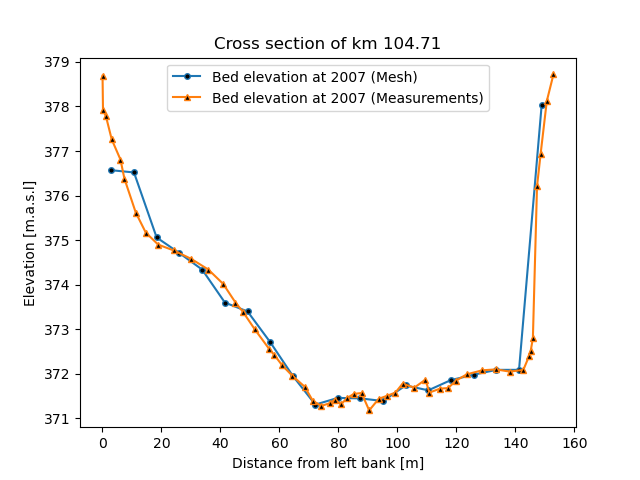 Cross section of km 104.71
Bed elevation at 2007 (Mesh)
Bed elevation at 2007 (Measurements)
Elevation [m.a.s.l]
379
378
377
376
375
374
373
372
371
0 20 40 60 80 100 120 140 160
Distance from left bank [m]